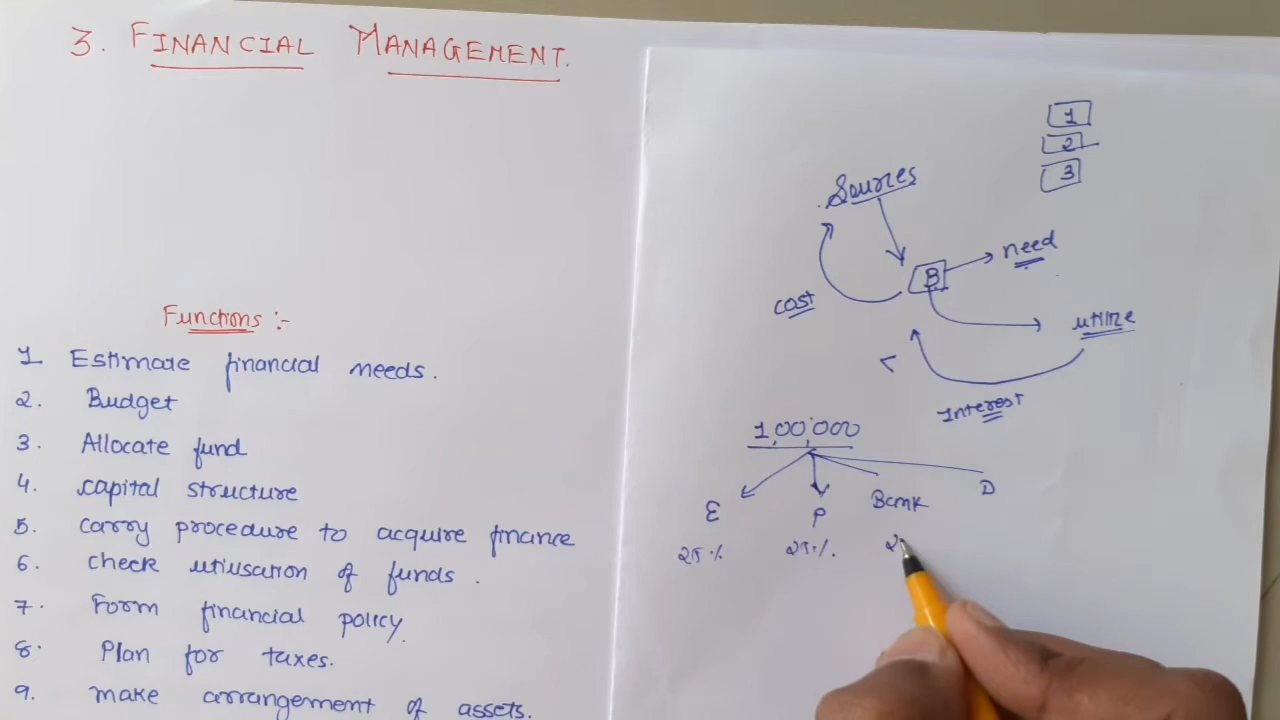 3. FINANCIAL MANAGEMENT.
Functions :-
1 Estimate financial needs.
2. Budget
3. Allocate fund
4. capital structure
5. carry procedure to acquire finance
6. check utilisation of funds.
7. Form financial policy.
8. Plan for taxes.
9. make arrangement of assets.
1
2
3
Sources
B
need
cost
utilize
Interest
1,00,000
E P Bank D
25% 25% 2